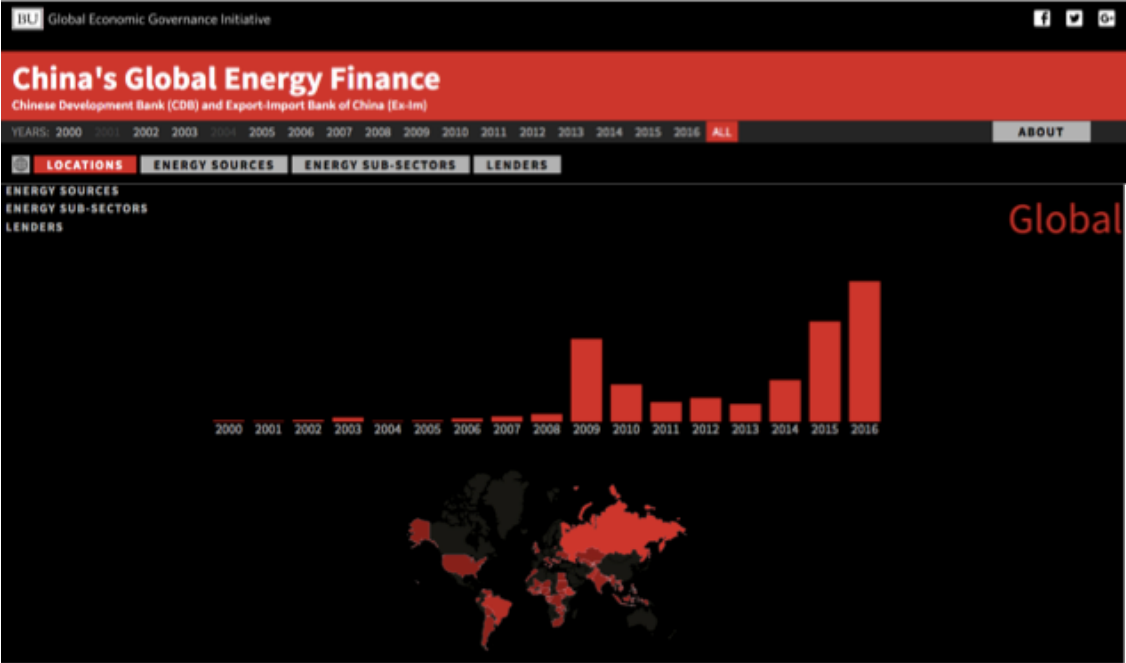 BU Global Economic Governance Initiative
China's Global Energy Finance
Chinese Development Bank (CDB) and Export-Import Bank of China (Ex-Im)
YEARS: 2000 2001 2002 2003 2004 2005 2006 2007 2008 2009 2010 2011 2012 2013 2014 2015 2016 ALL ABOUT
LOCATIONS ENERGY SOURCES ENERGY SUB-SECTORS LENDERS
ENERGY SOURCES
ENERGY SUB-SECTORS
LENDERS
Global
2000 2001 2002 2003 2004 2005 2006 2007 2008 2009 2010 2011 2012 2013 2014 2015 2016